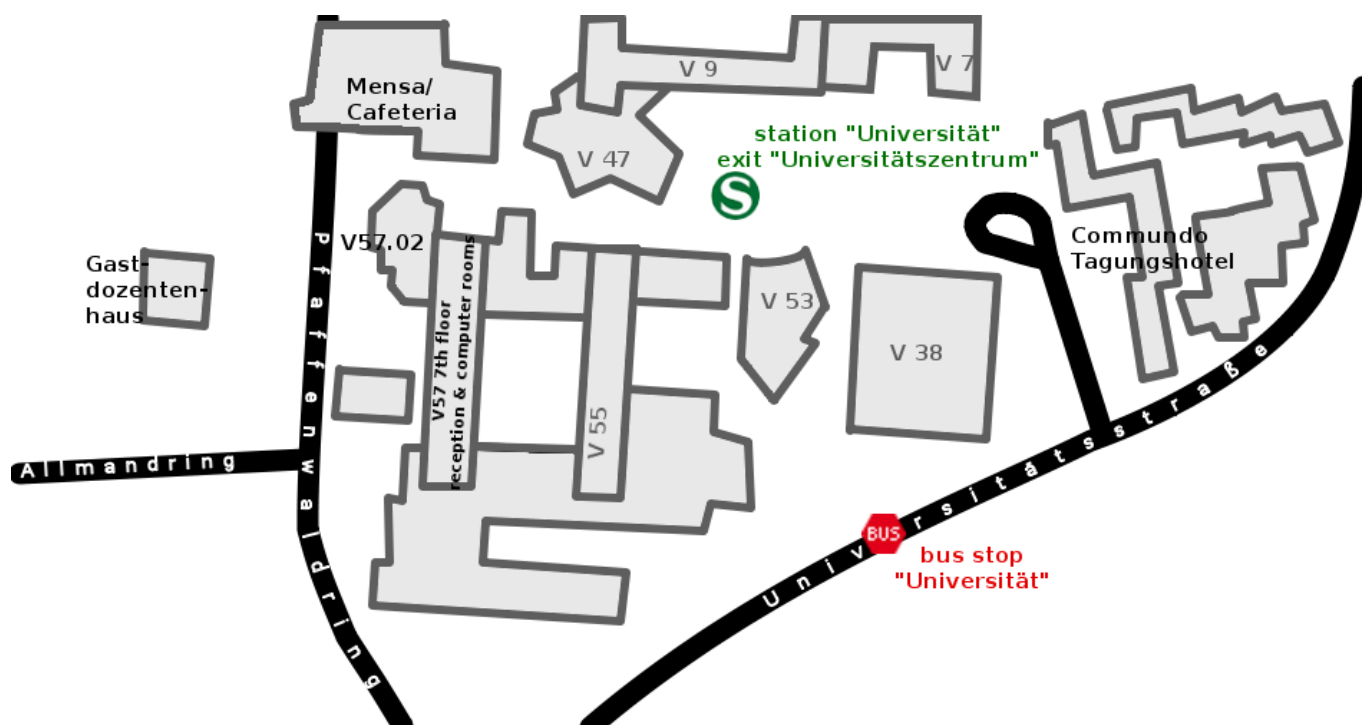 V 9
V 7
Mensa/
Cafeteria
station "Universität"
exit "Universitätszentrum"
V 47
S
V57.02
Commundo
Tagungshotel
Gast-
dozenten-
haus
V 53
V 38
V57 7th floor
reception & computer rooms
V 55
Pfaffenwaldring
Allmandring
Universitätsstraße
BUS
bus stop
"Universität"